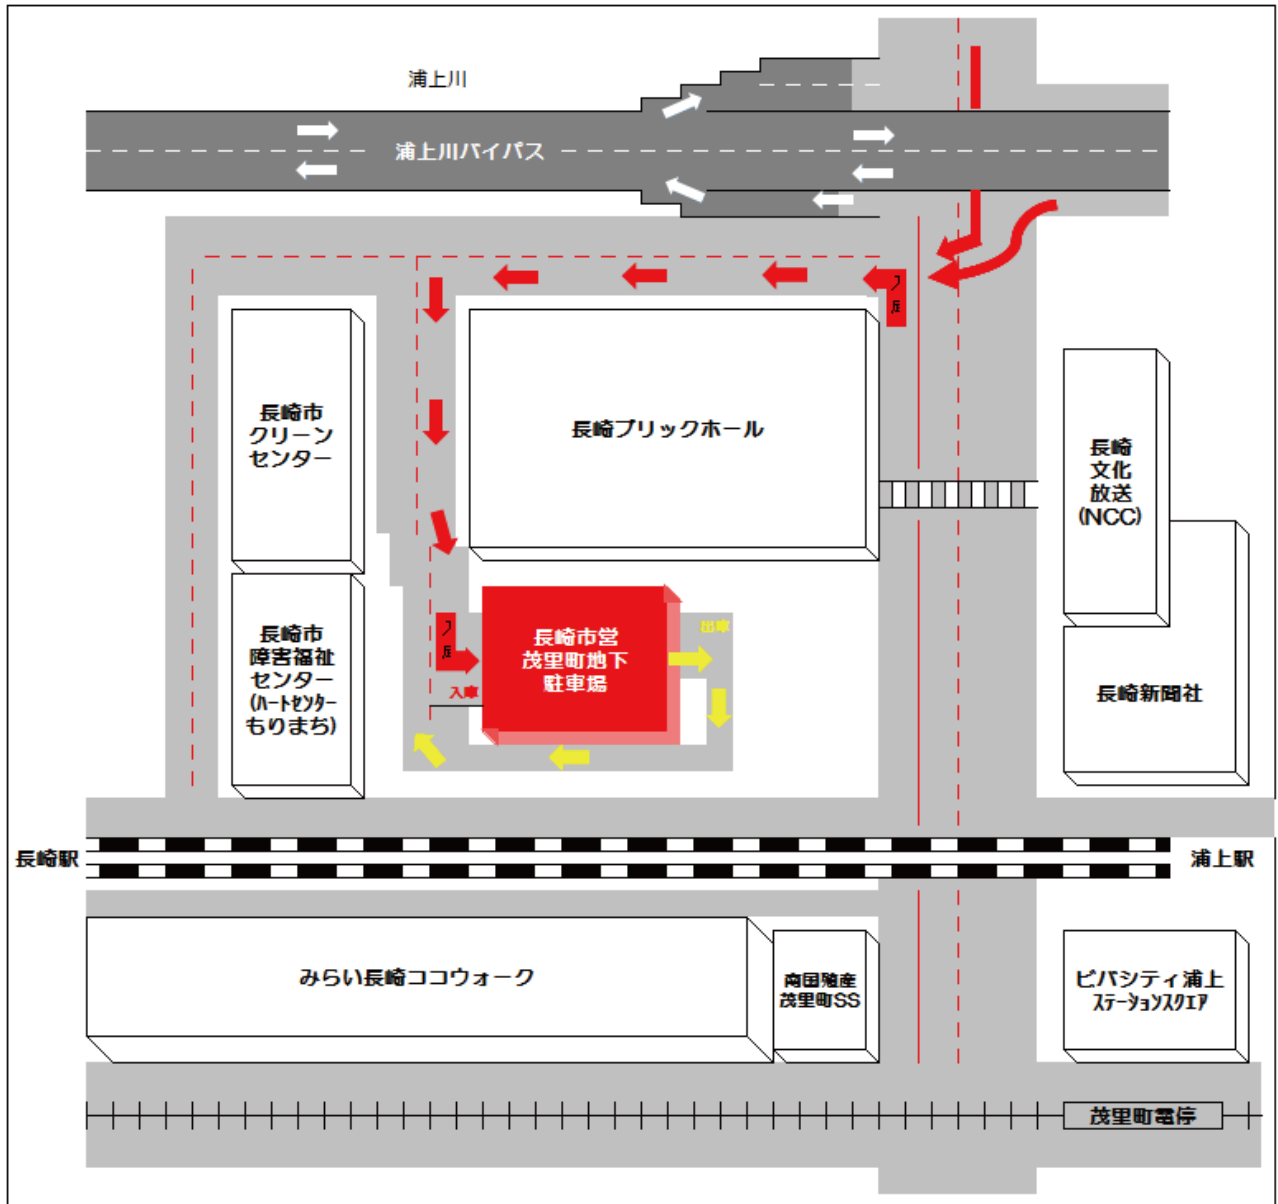 浦上川
浦上川バイパス
長崎市
クリーン
センター
長崎ブリックホール
長崎
文化
放送
(NCC)
長崎市
障害福祉
センター
(ハートセンター
もりまち)
長崎市営
茂里町地下
駐車場
出庫
入庫
長崎新聞社
長崎駅
浦上駅
みらい長崎ココウォーク
南国殖産
茂里町SS
ビバシティ浦上
ステーションスクエア
茂里町電停